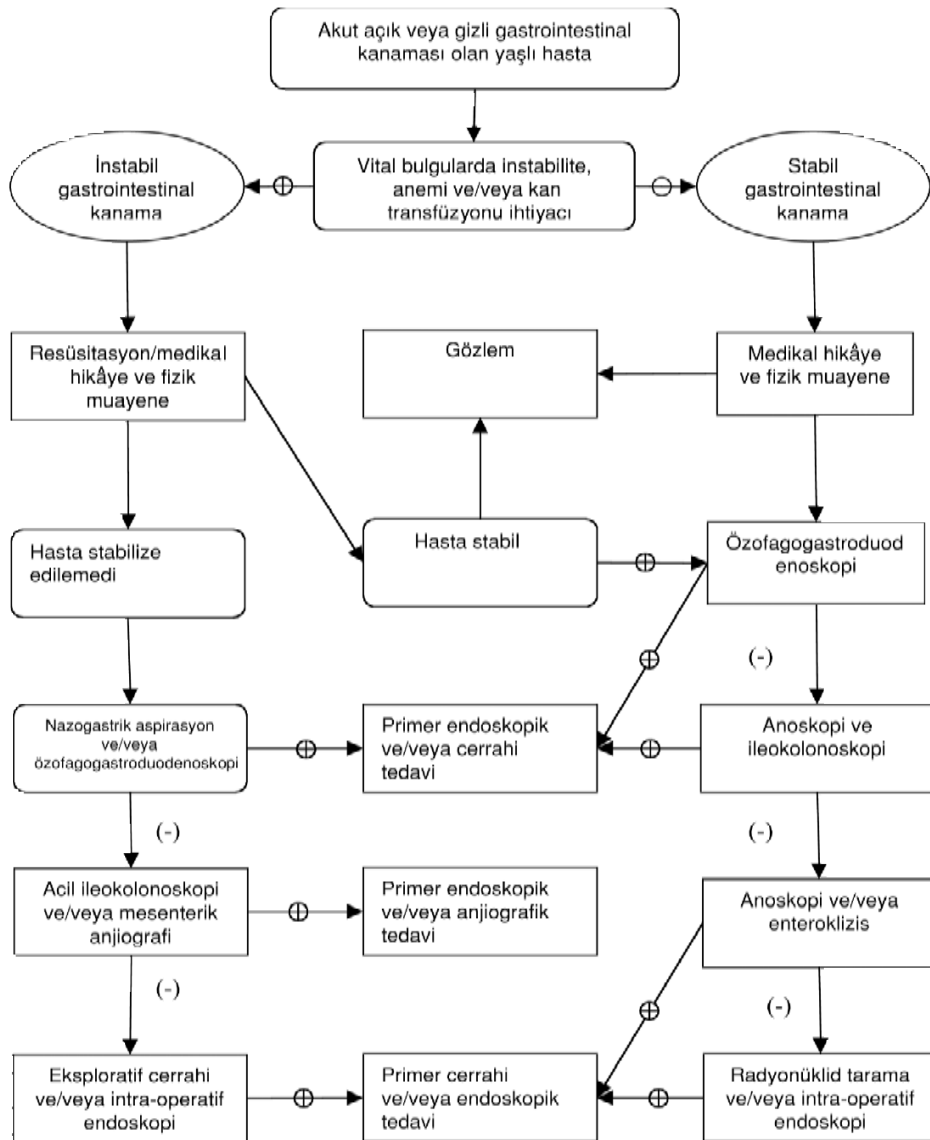 Akut açık veya gizli gastrointestinal
kanaması olan yaşlı hasta
İnstabil
gastrointestinal
kanama
Vital bulgularda instabilite,
anemi ve/veya kan
transfüzyonu ihtiyacı
Stabil
gastrointestinal
kanama
Resüsitasyon/medikal
hikâye ve fizik
muayene
Gözlem
Medikal hikâye
ve fizik muayene
Hasta stabilize
edilemedi
Hasta stabil
Özofagogastroduod
enoskopi
(-)
Nazogastrik aspirasyon
ve/veya
özofagogastroduodenoskopi
Primer endoskopik
ve/veya cerrahi
tedavi
Anoskopi ve
ileokolonoskopi
(-)
(-)
Acil ileokolonoskopi
ve/veya mesenterik
anjiografi
Primer endoskopik
ve/veya anjiografik
tedavi
Anoskopi ve/veya
enteroklizis
(-)
(-)
Eksploratif cerrahi
ve/veya intra-operatif
endoskopi
Primer cerrahi
ve/veya endoskopik
tedavi
Radyonüklid tarama
ve/veya intra-operatif
endoskopi